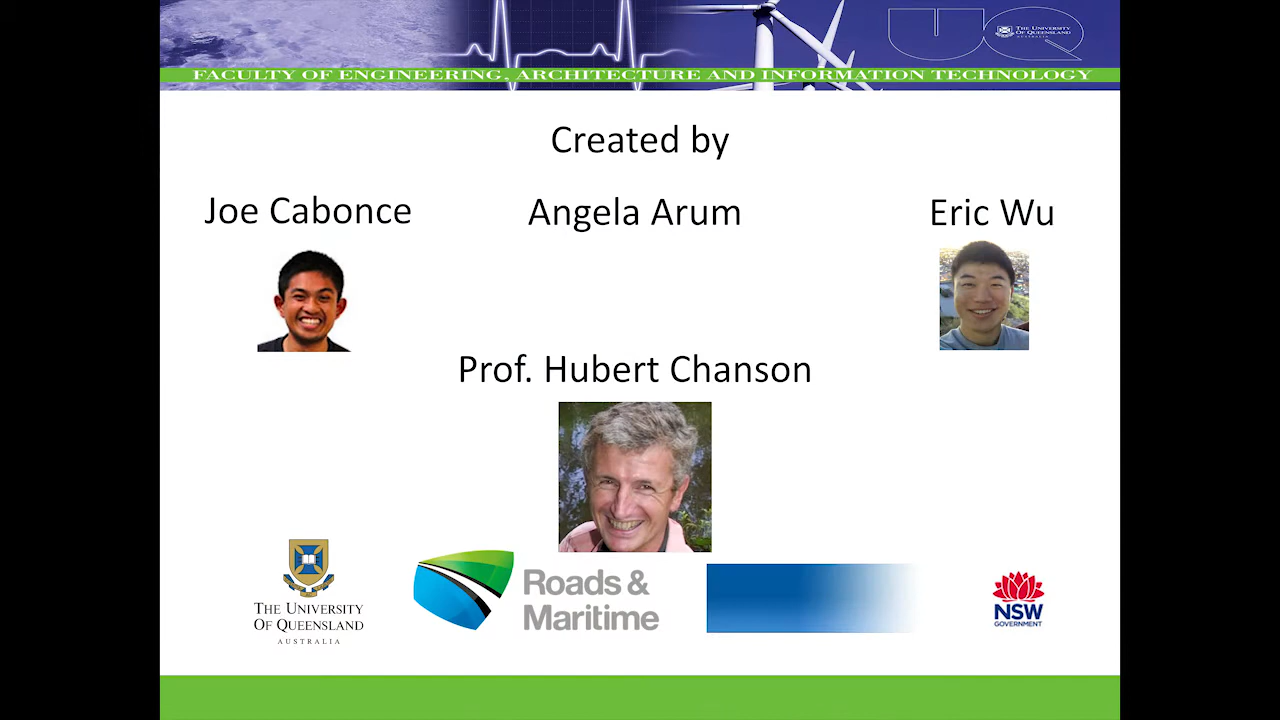 THE UNIVERSITY
OF QUEENSLAND
AUSTRALIA
FACULTY OF ENGINEERING, ARCHITECTURE AND INFORMATION TECHNOLOGY
Created by
Joe Cabonce
Angela Arum
Eric Wu
Prof. Hubert Chanson
THE UNIVERSITY
OF QUEENSLAND
AUSTRALIA
Roads &
Maritime
NSW
GOVERNMENT